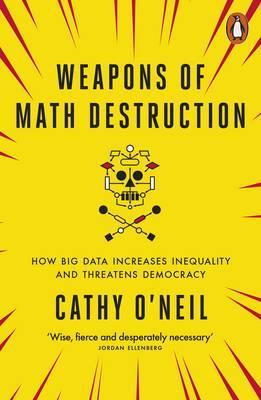 WEAPONS OF
MATH DESTRUCTION
HOW BIG DATA INCREASES INEQUALITY
AND THREATENS DEMOCRACY
CATHY O'NEIL
'Wise, fierce and desperately necessary'
JORDAN ELLENBERG